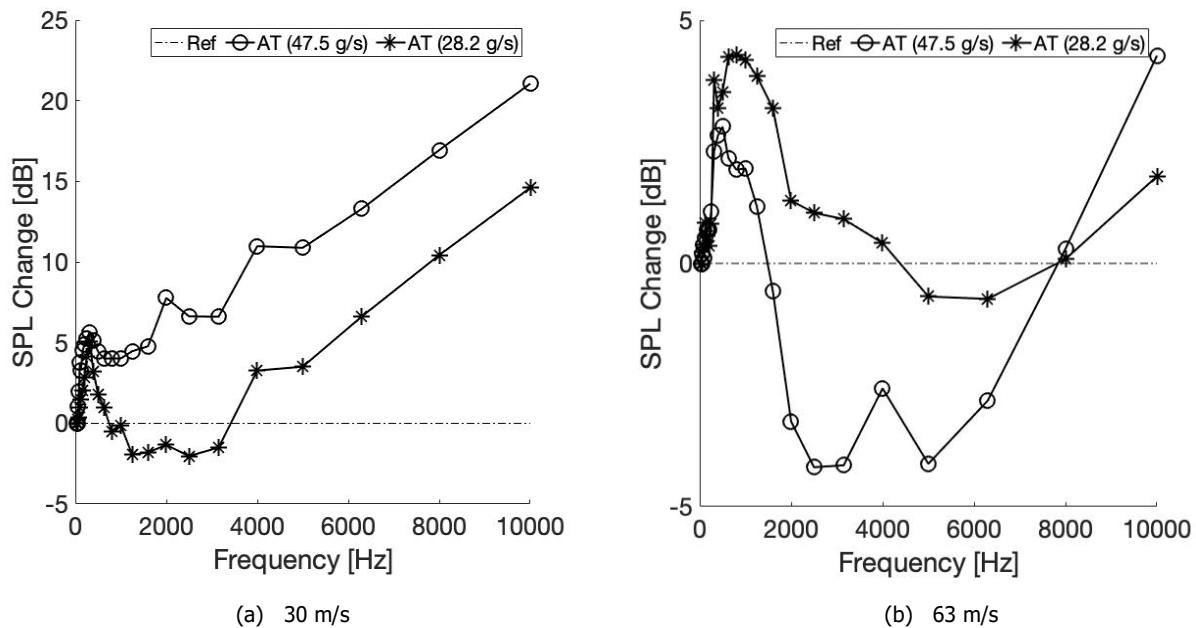 25
20
15
10
5
0
-5
SPL Change [dB]
Ref AT (47.5 g/s) AT (28.2 g/s)
0 2000 4000 6000 8000 10000
Frequency [Hz]
(a) 30 m/s
5
0
-5
SPL Change [dB]
Ref AT (47.5 g/s) AT (28.2 g/s)
0 2000 4000 6000 8000 10000
Frequency [Hz]
(b) 63 m/s